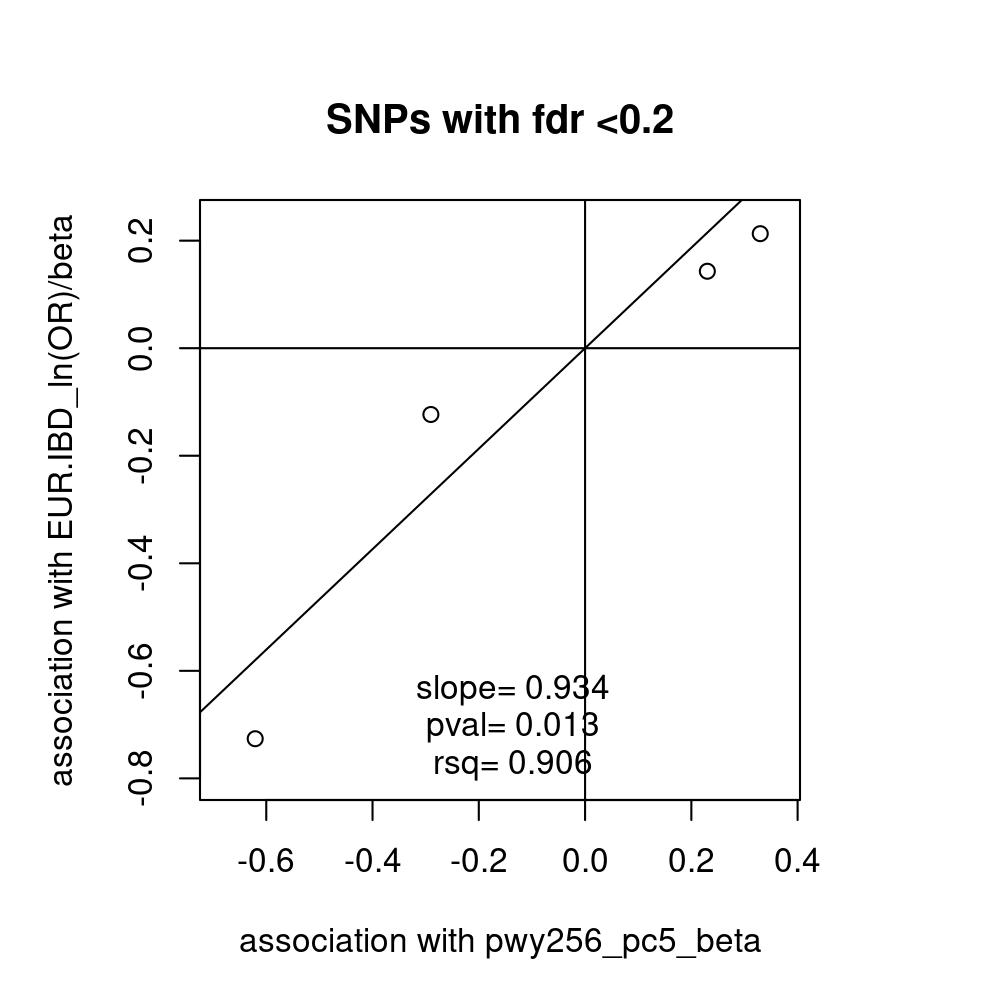 SNPs with fdr <0.2
association with EUR.IBD_ln(OR)/beta
0.2
0.0
-0.2
-0.4
-0.6
-0.8
slope= 0.934
pval= 0.013
rsq= 0.906
-0.6 -0.4 -0.2 0.0 0.2 0.4
association with pwy256_pc5_beta